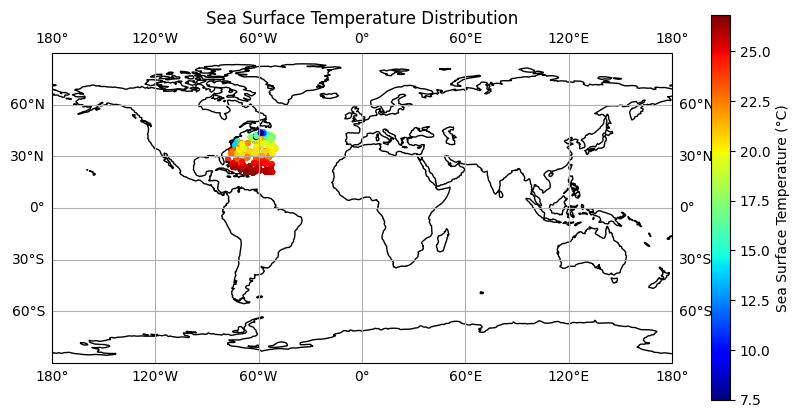 Sea Surface Temperature Distribution
180° 120°W 60°W 0° 60°E 120°E 180°
60°N 60°N
30°N 30°N
0° 0°
30°S 30°S
60°S 60°S
180° 120°W 60°W 0° 60°E 120°E 180°
25.0
22.5
20.0
17.5
15.0
12.5
10.0
7.5
Sea Surface Temperature (°C)